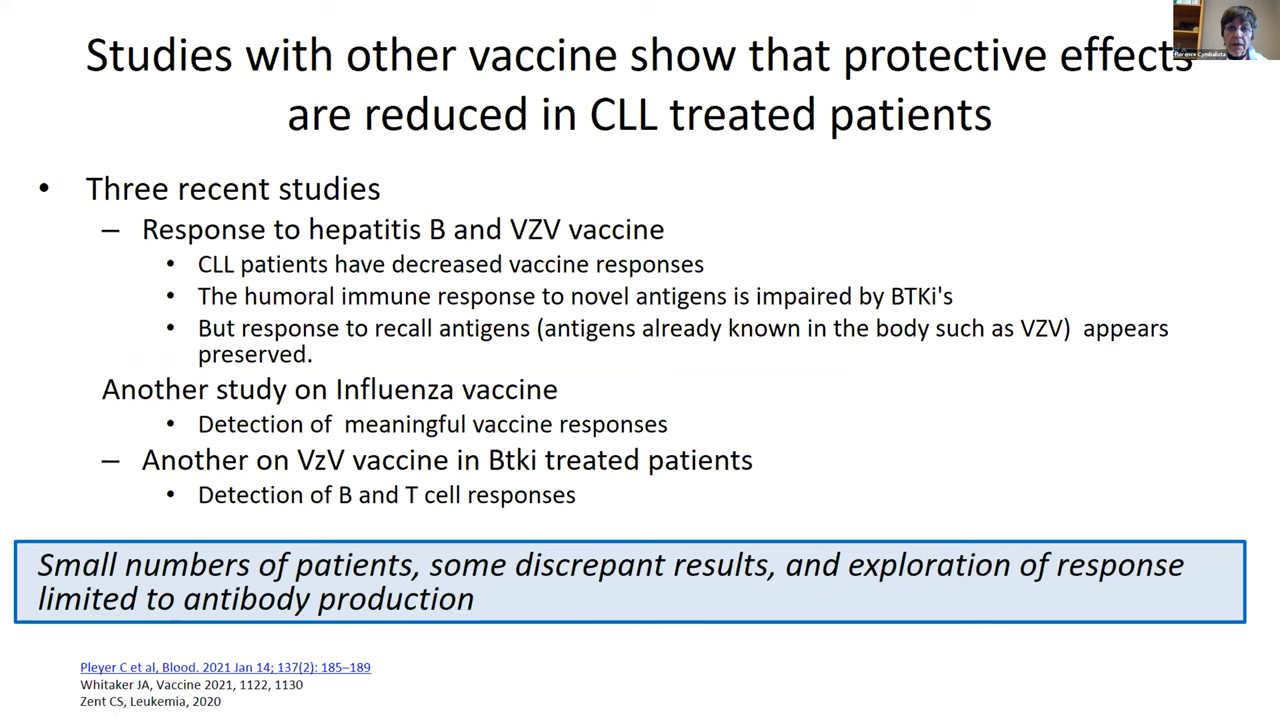 Studies with other vaccine show that protective effects
are reduced in CLL treated patients
Florence Cymbalista
• Three recent studies
– Response to hepatitis B and VZV vaccine
• CLL patients have decreased vaccine responses
• The humoral immune response to novel antigens is impaired by BTKi's
• But response to recall antigens (antigens already known in the body such as VZV) appears
preserved.
Another study on Influenza vaccine
• Detection of meaningful vaccine responses
– Another on VzV vaccine in Btki treated patients
• Detection of B and T cell responses
Small numbers of patients, some discrepant results, and exploration of response
limited to antibody production
Pleyer C et al, Blood. 2021 Jan 14; 137(2): 185–189
Whitaker JA, Vaccine 2021, 1122, 1130
Zent CS, Leukemia, 2020